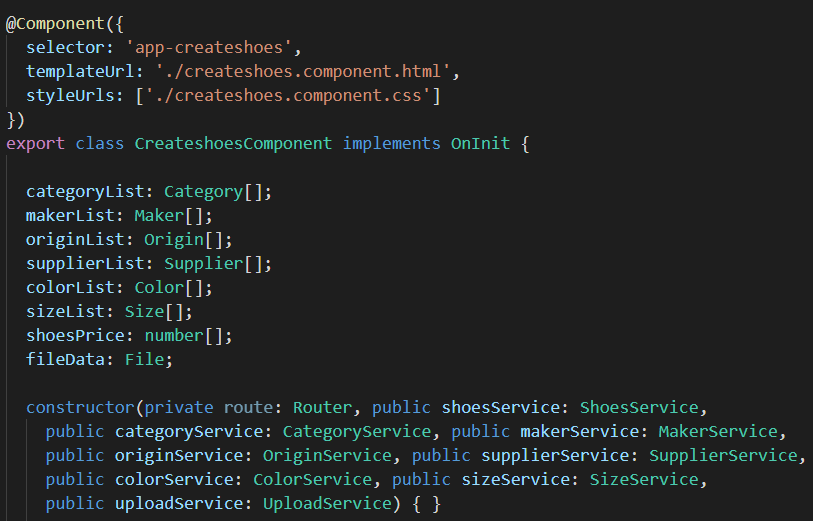 @Component({
  selector: 'app-createshoes',
  templateUrl: './createshoes.component.html',
  styleUrls: ['./createshoes.component.css']
})
export class CreateshoesComponent implements OnInit {

  categoryList: Category[];
  makerList: Maker[];
  originList: Origin[];
  supplierList: Supplier[];
  colorList: Color[];
  sizeList: Size[];
  shoesPrice: number[];
  fileData: File;

  constructor(private route: Router, public shoesService: ShoesService,
    public categoryService: CategoryService, public makerService: MakerService,
    public originService: OriginService, public supplierService: SupplierService,
    public colorService: ColorService, public sizeService: SizeService,
    public uploadService: UploadService) { }